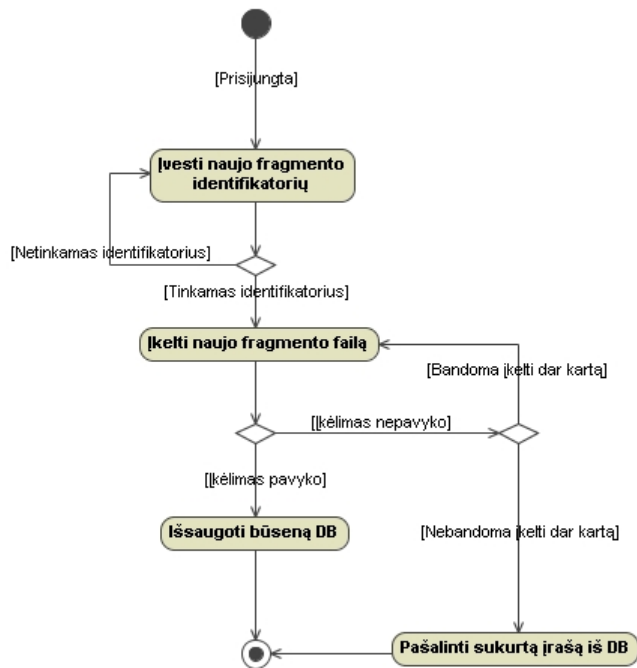 [Prisijungta]
Įvesti naujo fragmento
identifikatorių
[Netinkamas identifikatorius]
[Tinkamas identifikatorius]
Įkelti naujo fragmento failą
[Bandoma įkelti dar kartą]
[Įkėlimas nepavyko]
[Įkėlimas pavyko]
Išsaugoti būseną DB
[Nebandoma įkelti dar kartą]
Pašalinti sukurtą įrašą iš DB